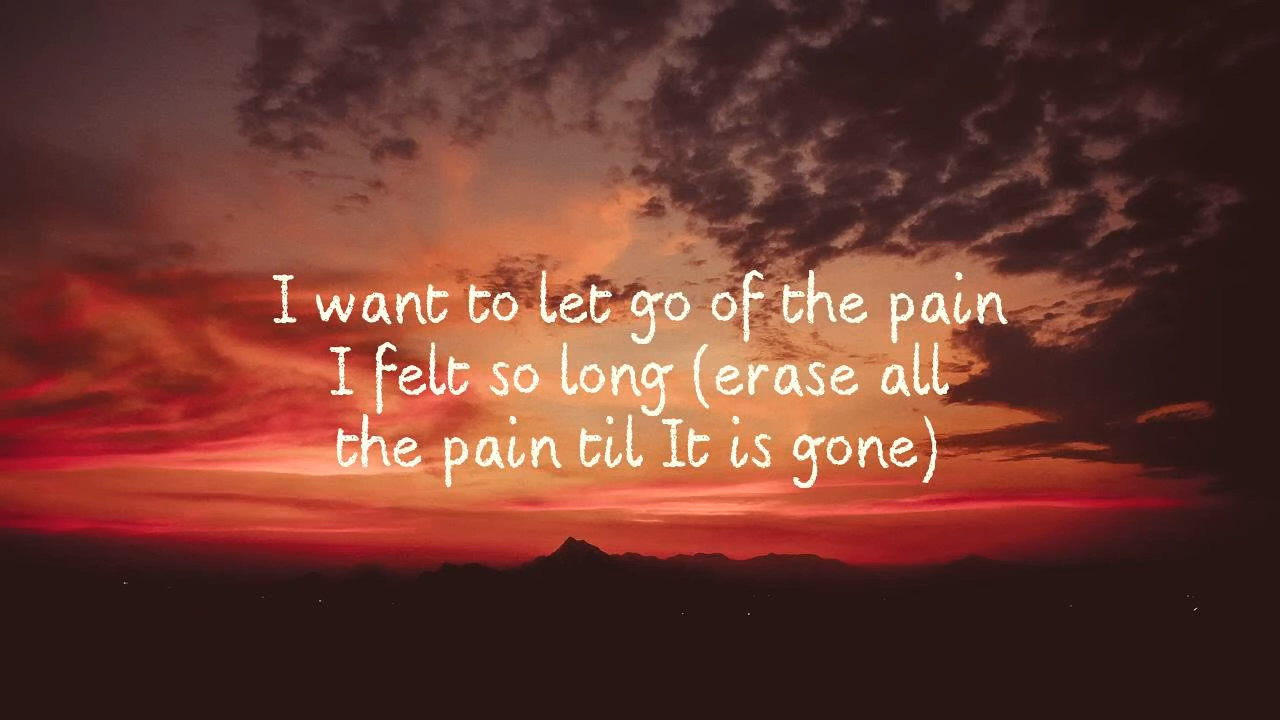 I want to let go of the pain
I felt so long (erase all
the pain til It is gone)